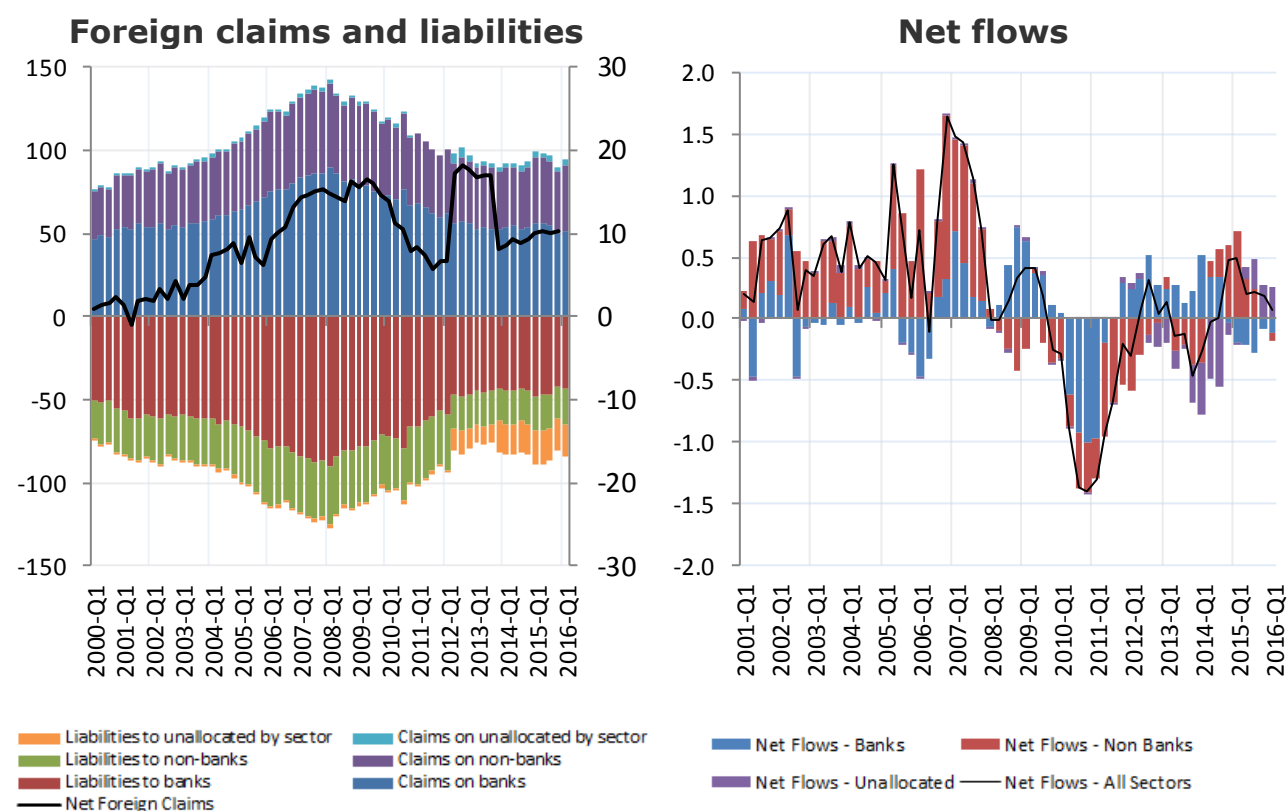 Foreign claims and liabilities
150
100
50
0
-50
-100
-150
30
20
10
0
-10
-20
-30
2000-Q1
2001-Q1
2002-Q1
2003-Q1
2004-Q1
2005-Q1
2006-Q1
2007-Q1
2008-Q1
2009-Q1
2010-Q1
2011-Q1
2012-Q1
2013-Q1
2014-Q1
2015-Q1
2016-Q1
Liabilities to unallocated by sector
Claims on unallocated by sector
Liabilities to non-banks
Claims on non-banks
Liabilities to banks
Claims on banks
Net Foreign Claims
Net flows
2.0
1.5
1.0
0.5
0.0
-0.5
-1.0
-1.5
-2.0
2001-Q1
2002-Q1
2003-Q1
2004-Q1
2005-Q1
2006-Q1
2007-Q1
2008-Q1
2009-Q1
2010-Q1
2011-Q1
2012-Q1
2013-Q1
2014-Q1
2015-Q1
2016-Q1
Net Flows - Banks
Net Flows - Non Banks
Net Flows - Unallocated
Net Flows - All Sectors